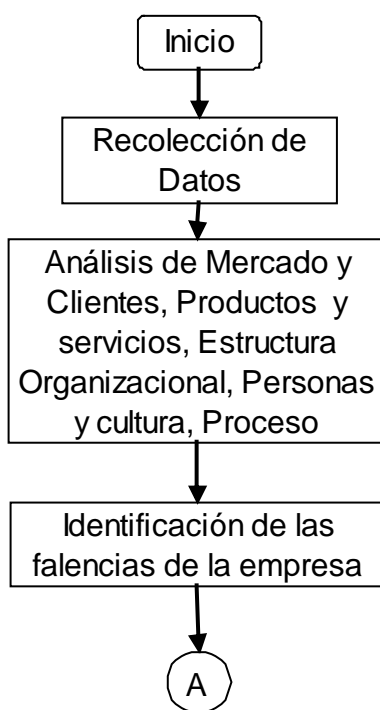 Inicio
Recolección de
Datos
Análisis de Mercado y
Clientes, Productos y
servicios, Estructura
Organizacional, Personas
y cultura, Proceso
Identificación de las
falencias de la empresa
A